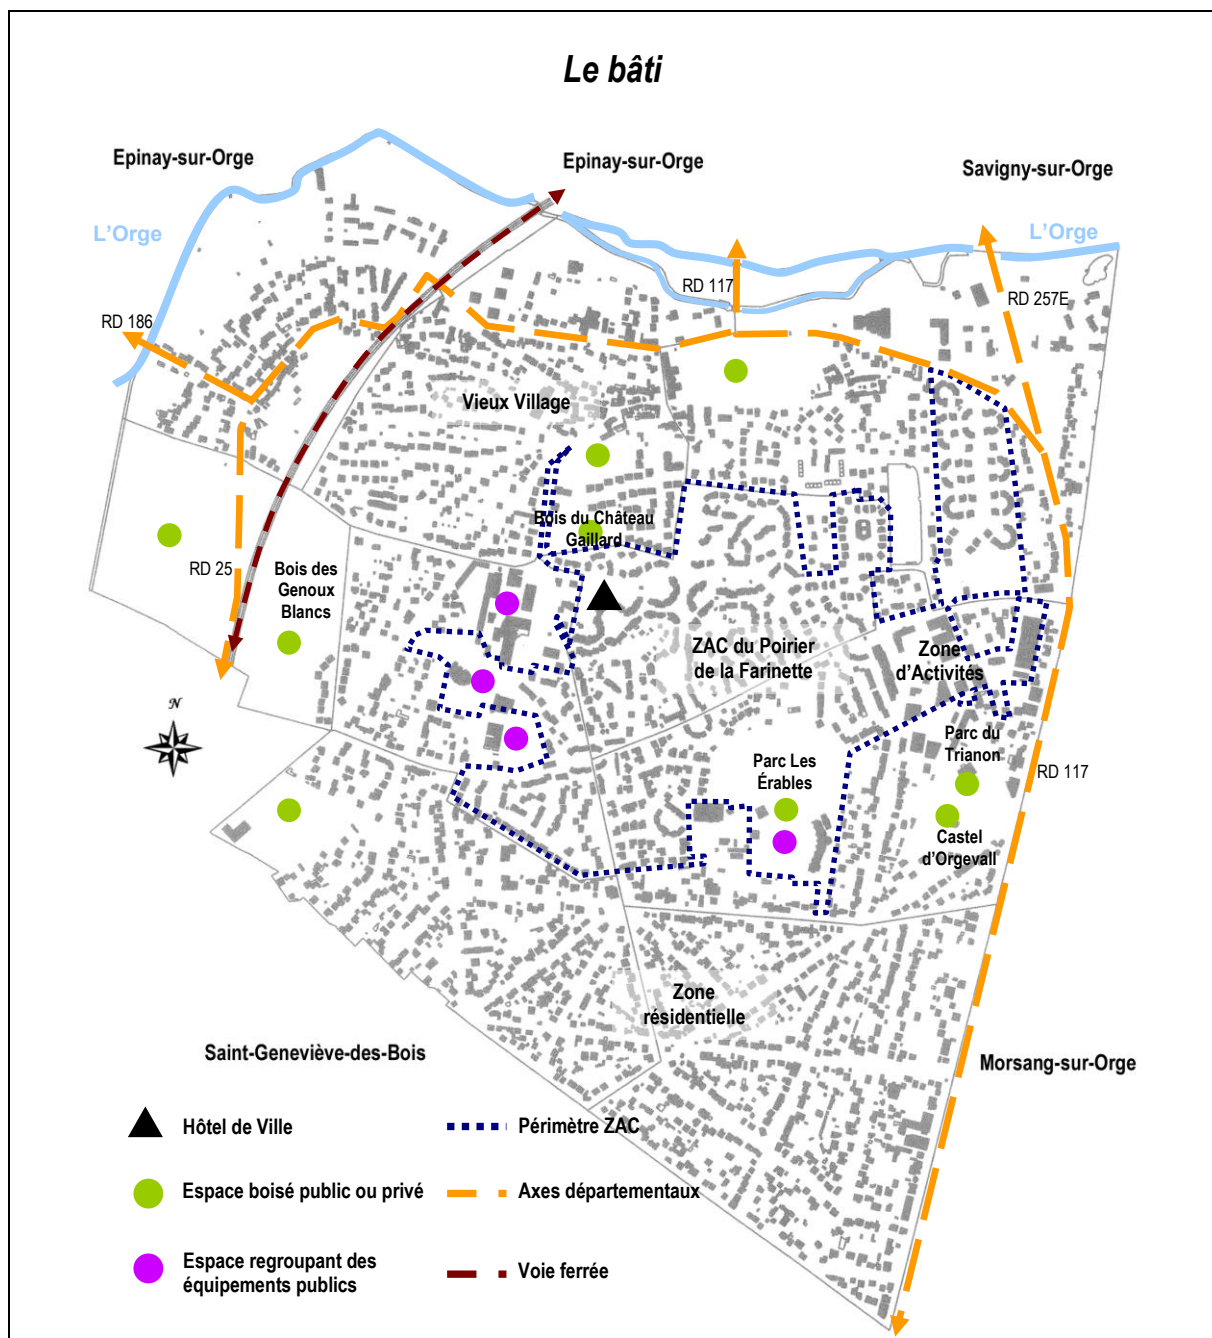 Le bâti
Epinay-sur-Orge
Epinay-sur-Orge
Savigny-sur-Orge
L'Orge
L'Orge
RD 117
RD 257E
RD 186
Vieux Village
Bois du Château
Gaillard
RD 25
Bois des
Genoux
Blancs
ZAC du Poirier
de la Farinette
Zone
d'Activités
N
Parc du
Trianon
Parc Les
Érables
RD 117
Castel
d'Orgevall
Zone
résidentielle
Saint-Geneviève-des-Bois
Morsang-sur-Orge
Hôtel de Ville
Périmètre ZAC
Espace boisé public ou privé
Axes départementaux
Espace regroupant des
équipements publics
Voie ferrée